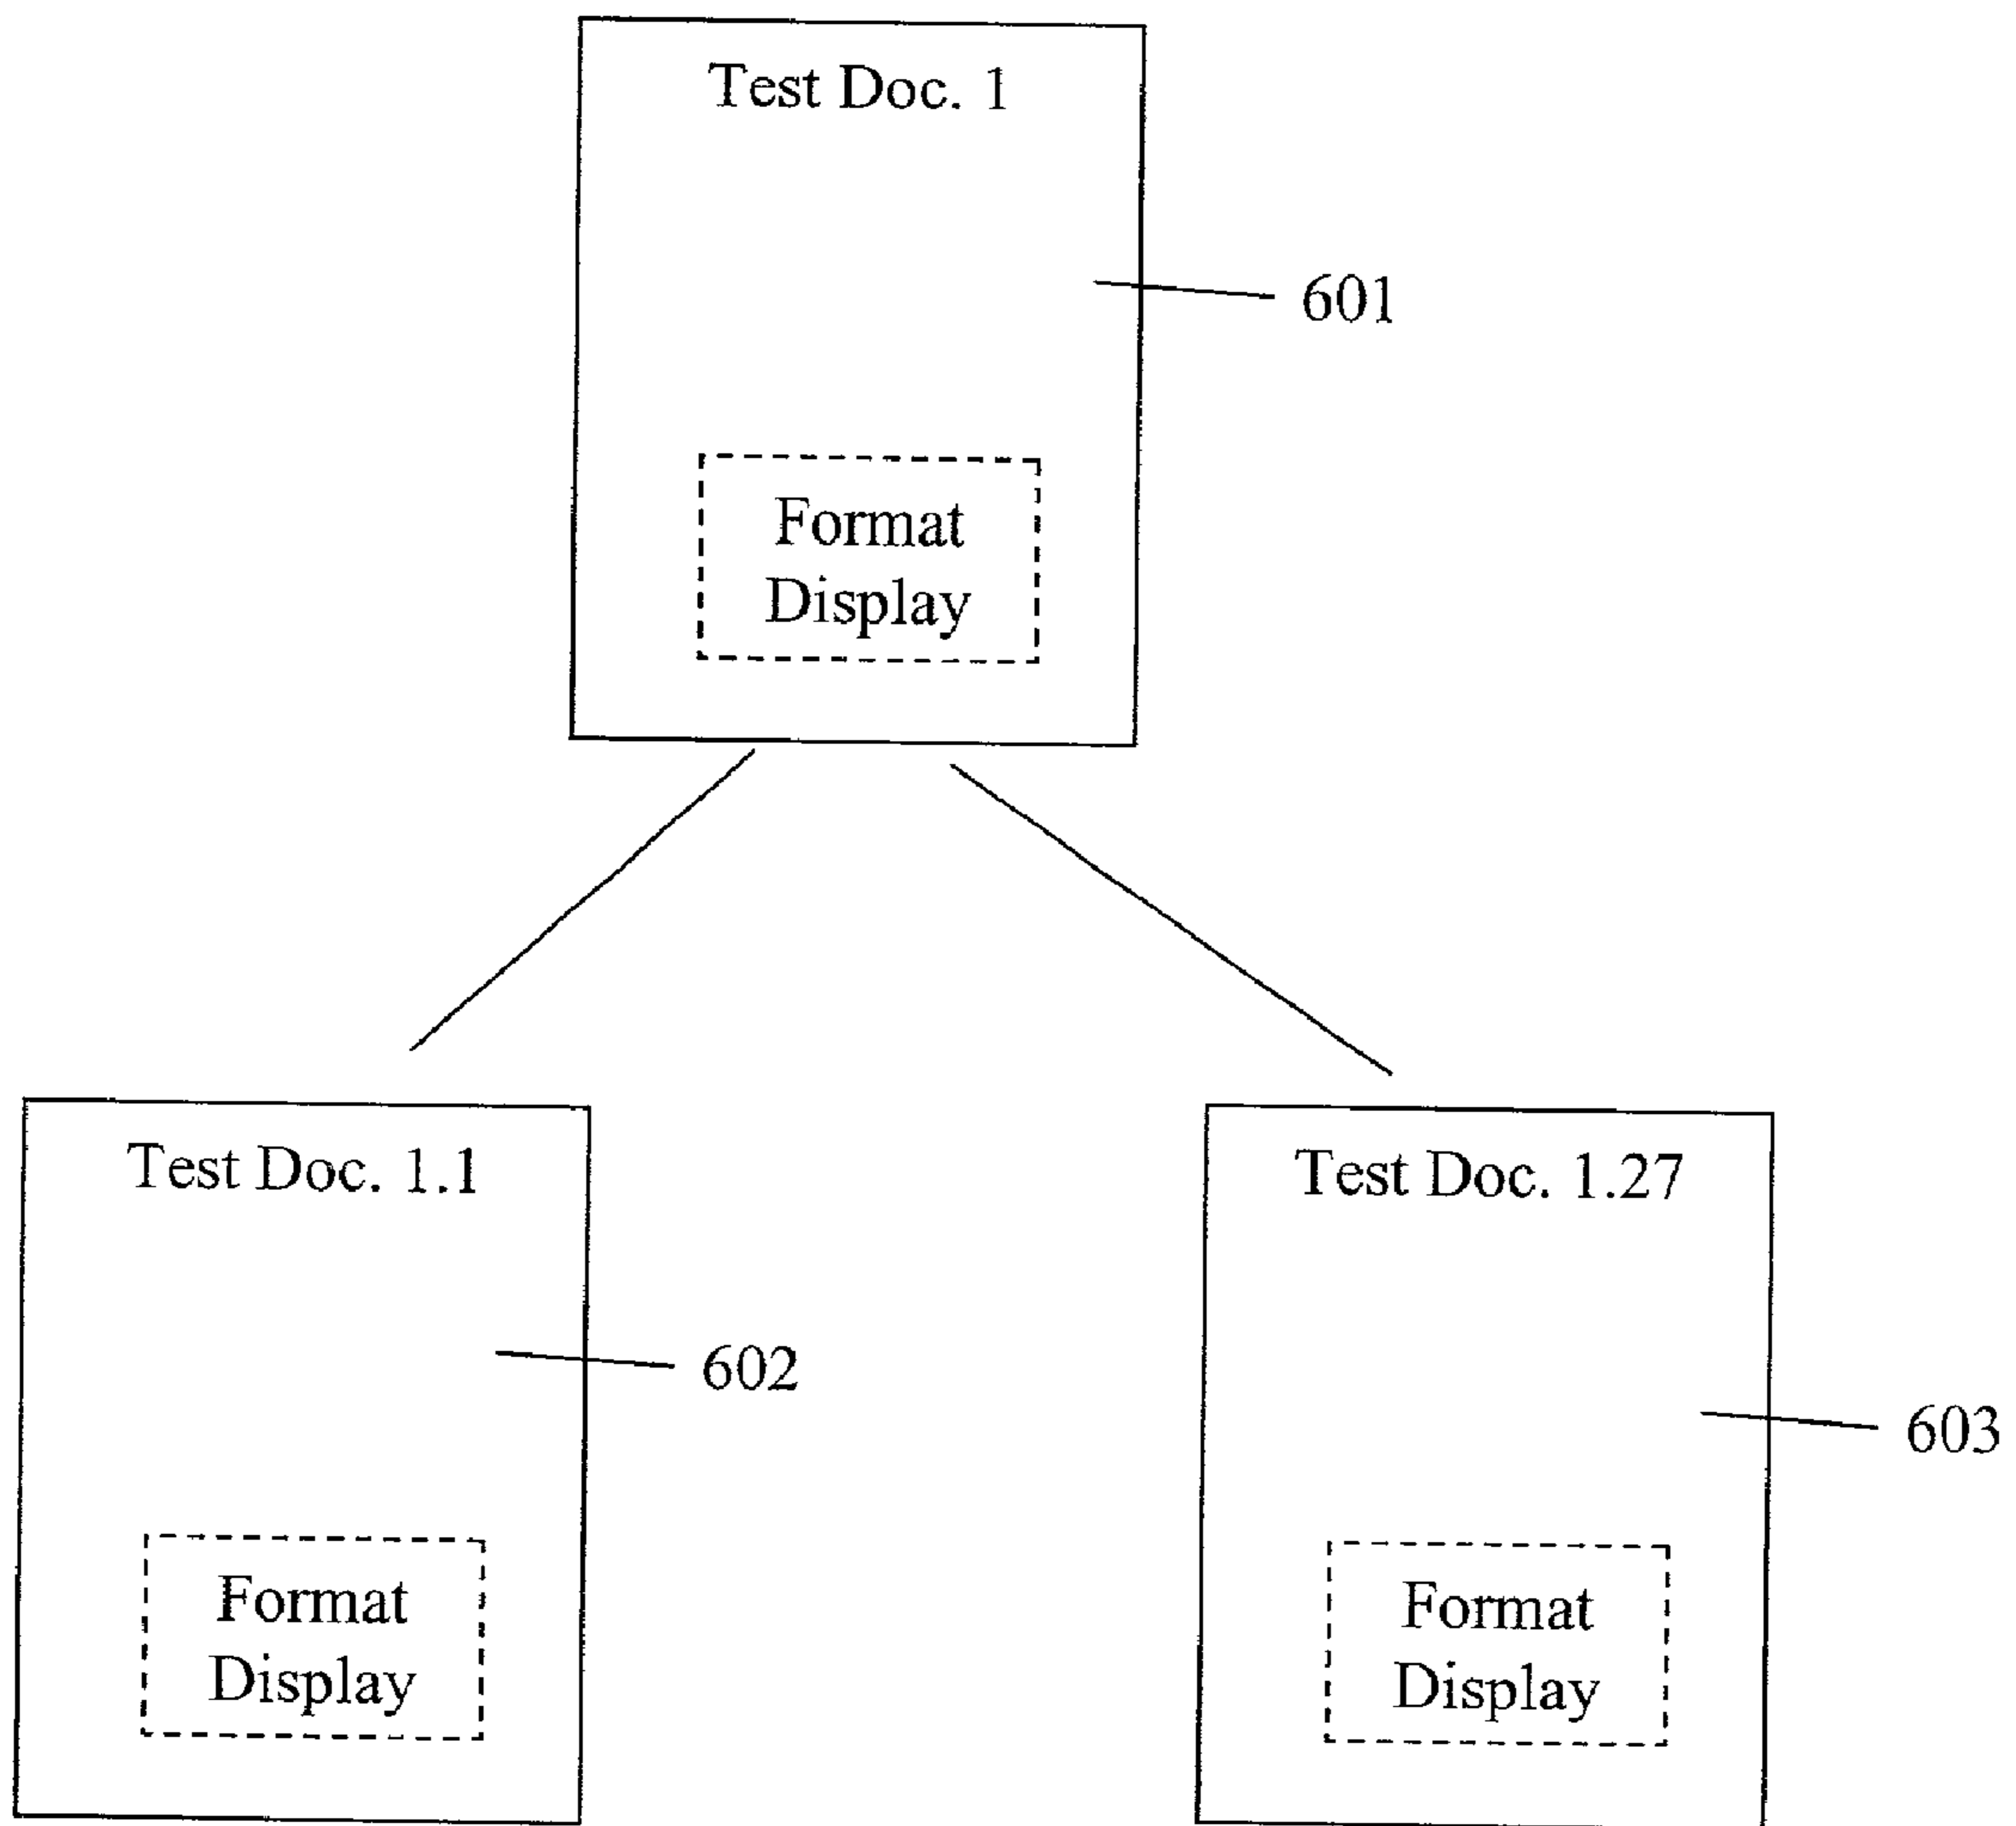 Test Doc. 1
601
Format
Display
Test Doc. 1.1
602
Format
Display
Test Doc. 1.27
603
Format
Display